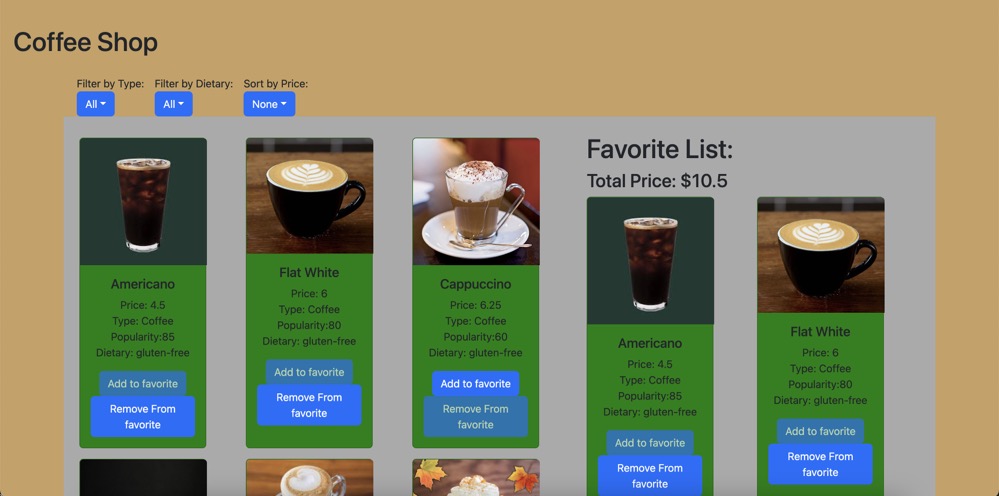 Coffee Shop
Filter by Type: Filter by Dietary: Sort by Price:
All All None
Americano
Price: 4.5
Type: Coffee
Popularity:85
Dietary: gluten-free
Add to favorite
Remove From
favorite
Flat White
Price: 6
Type: Coffee
Popularity:80
Dietary: gluten-free
Add to favorite
Remove From
favorite
Cappuccino
Price: 6.25
Type: Coffee
Popularity:60
Dietary: gluten-free
Add to favorite
Remove From
favorite
Favorite List:
Total Price: $10.5
Americano
Price: 4.5
Type: Coffee
Popularity:85
Dietary: gluten-free
Add to favorite
Remove From
favorite
Flat White
Price: 6
Type: Coffee
Popularity:80
Dietary: gluten-free
Add to favorite
Remove From
favorite